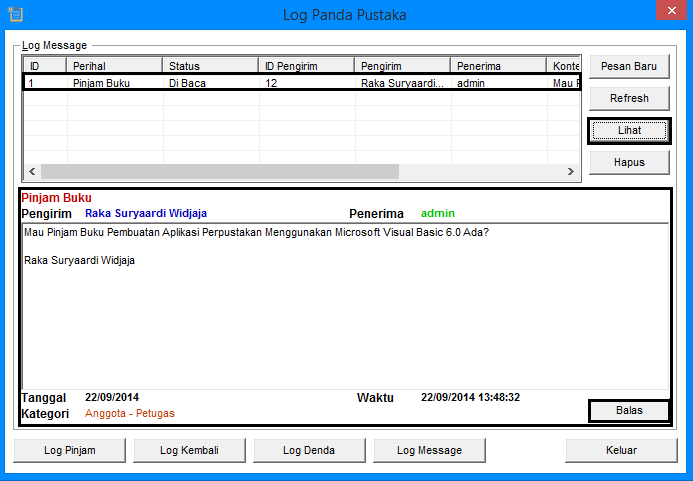 Log Panda Pustaka
Log Message
ID Perihal Status ID Pengirim Pengirim Penerima Konte
1 Pinjam Buku Di Baca 12 Raka Suryaardi... admin Mau P
Pesan Baru
Refresh
Lihat
Hapus
Pinjam Buku
Pengirim Raka Suryaardi Widjaja Penerima admin
Mau Pinjam Buku Pembuatan Aplikasi Perpustakan Menggunakan Microsoft Visual Basic 6.0 Ada?
Raka Suryaardi Widjaja
Tanggal 22/09/2014 Waktu 22/09/2014 13:48:32
Kategori Anggota - Petugas
Balas
Log Pinjam Log Kembali Log Denda Log Message Keluar